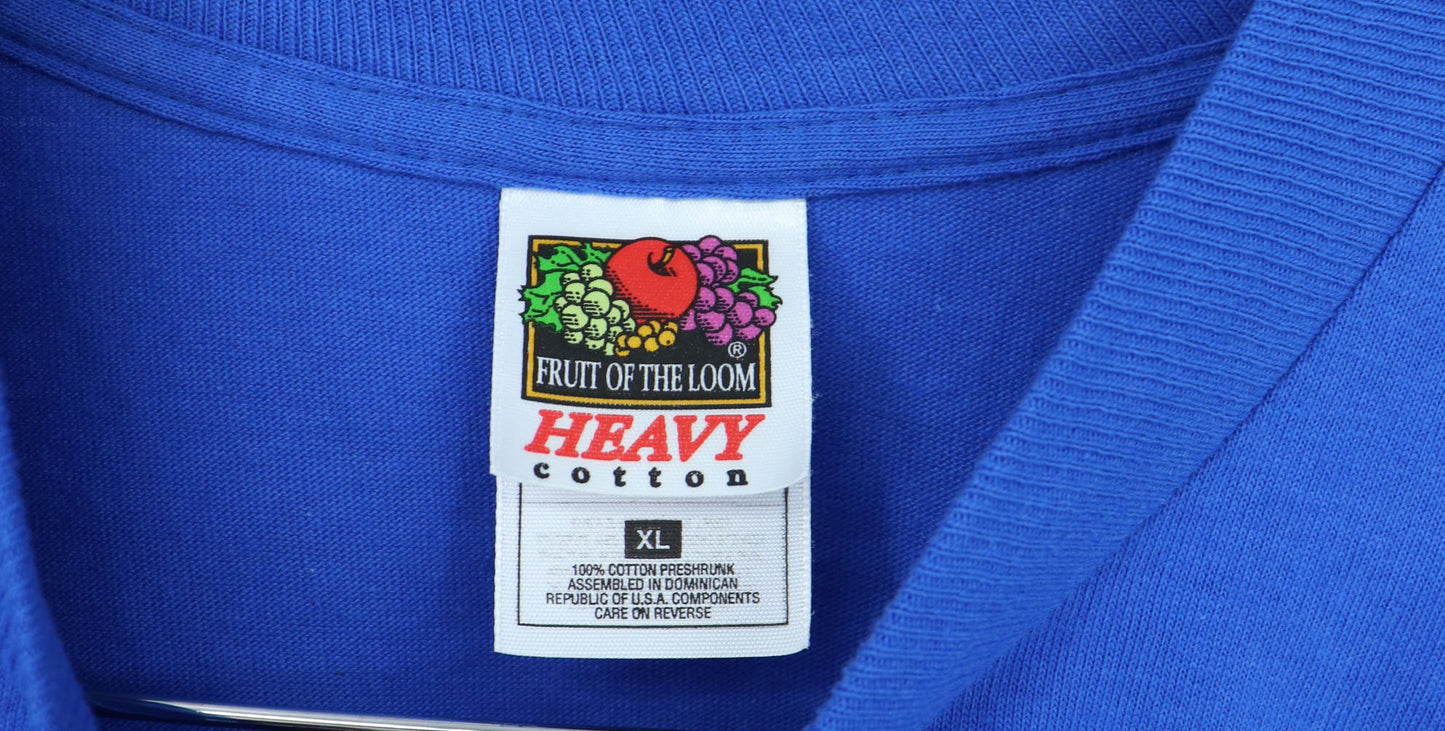 ®
FRUIT OF THE LOOM
HEAVY
cotton
XL
100% COTTON PRESHRUNK
ASSEMBLED IN DOMINICAN
REPUBLIC OF U.S.A. COMPONENTS
CARE ON REVERSE